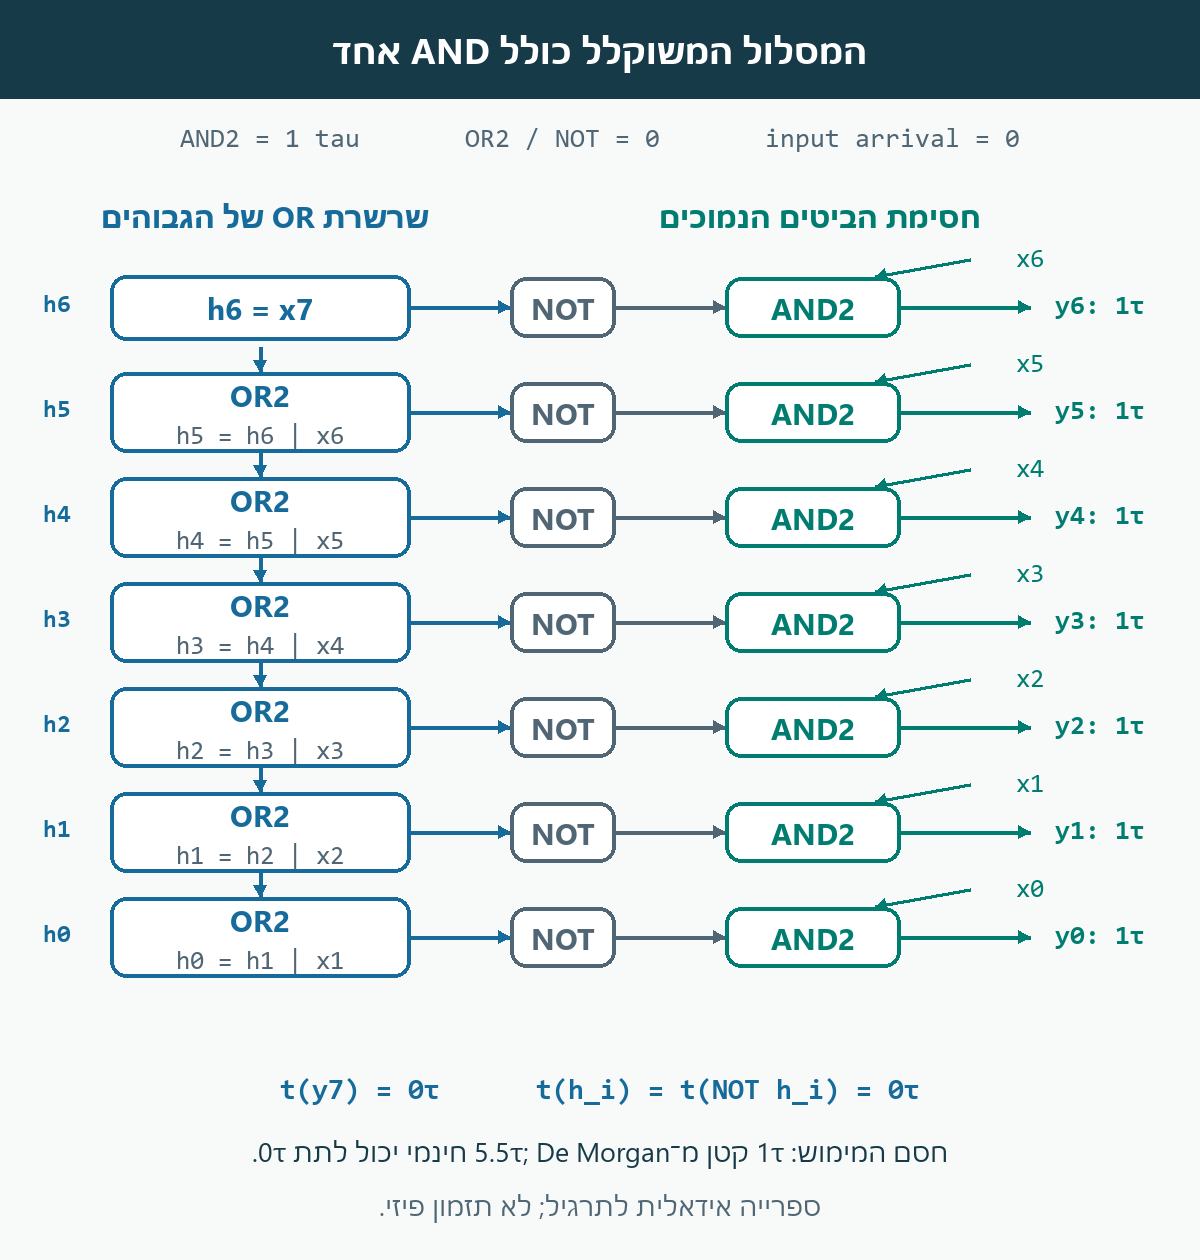 המסלול המשוקלל כולל AND אחד
AND2 = 1 tau OR2 / NOT = 0 input arrival = 0
שרשרת OR של הגבוהים
חסימת הביטים הנמוכים
x6
h6 h6 = x7 NOT AND2 y6: 1τ
x5
OR2
h5 NOT AND2 y5: 1τ
h5 = h6 | x6
x4
OR2
h4 NOT AND2 y4: 1τ
h4 = h5 | x5
x3
OR2
h3 NOT AND2 y3: 1τ
h3 = h4 | x4
x2
OR2
h2 NOT AND2 y2: 1τ
h2 = h3 | x3
x1
OR2
h1 NOT AND2 y1: 1τ
h1 = h2 | x2
x0
OR2
h0 NOT AND2 y0: 1τ
h0 = h1 | x1
t(y7) = 0τ t(h_i) = t(NOT h_i) = 0τ
חסם המימוש: 1τ קטן מ־5.5τ; De Morgan חינמי יכול לתת 0τ.
ספרייה אידאלית לתרגיל; לא תזמון פיזי.